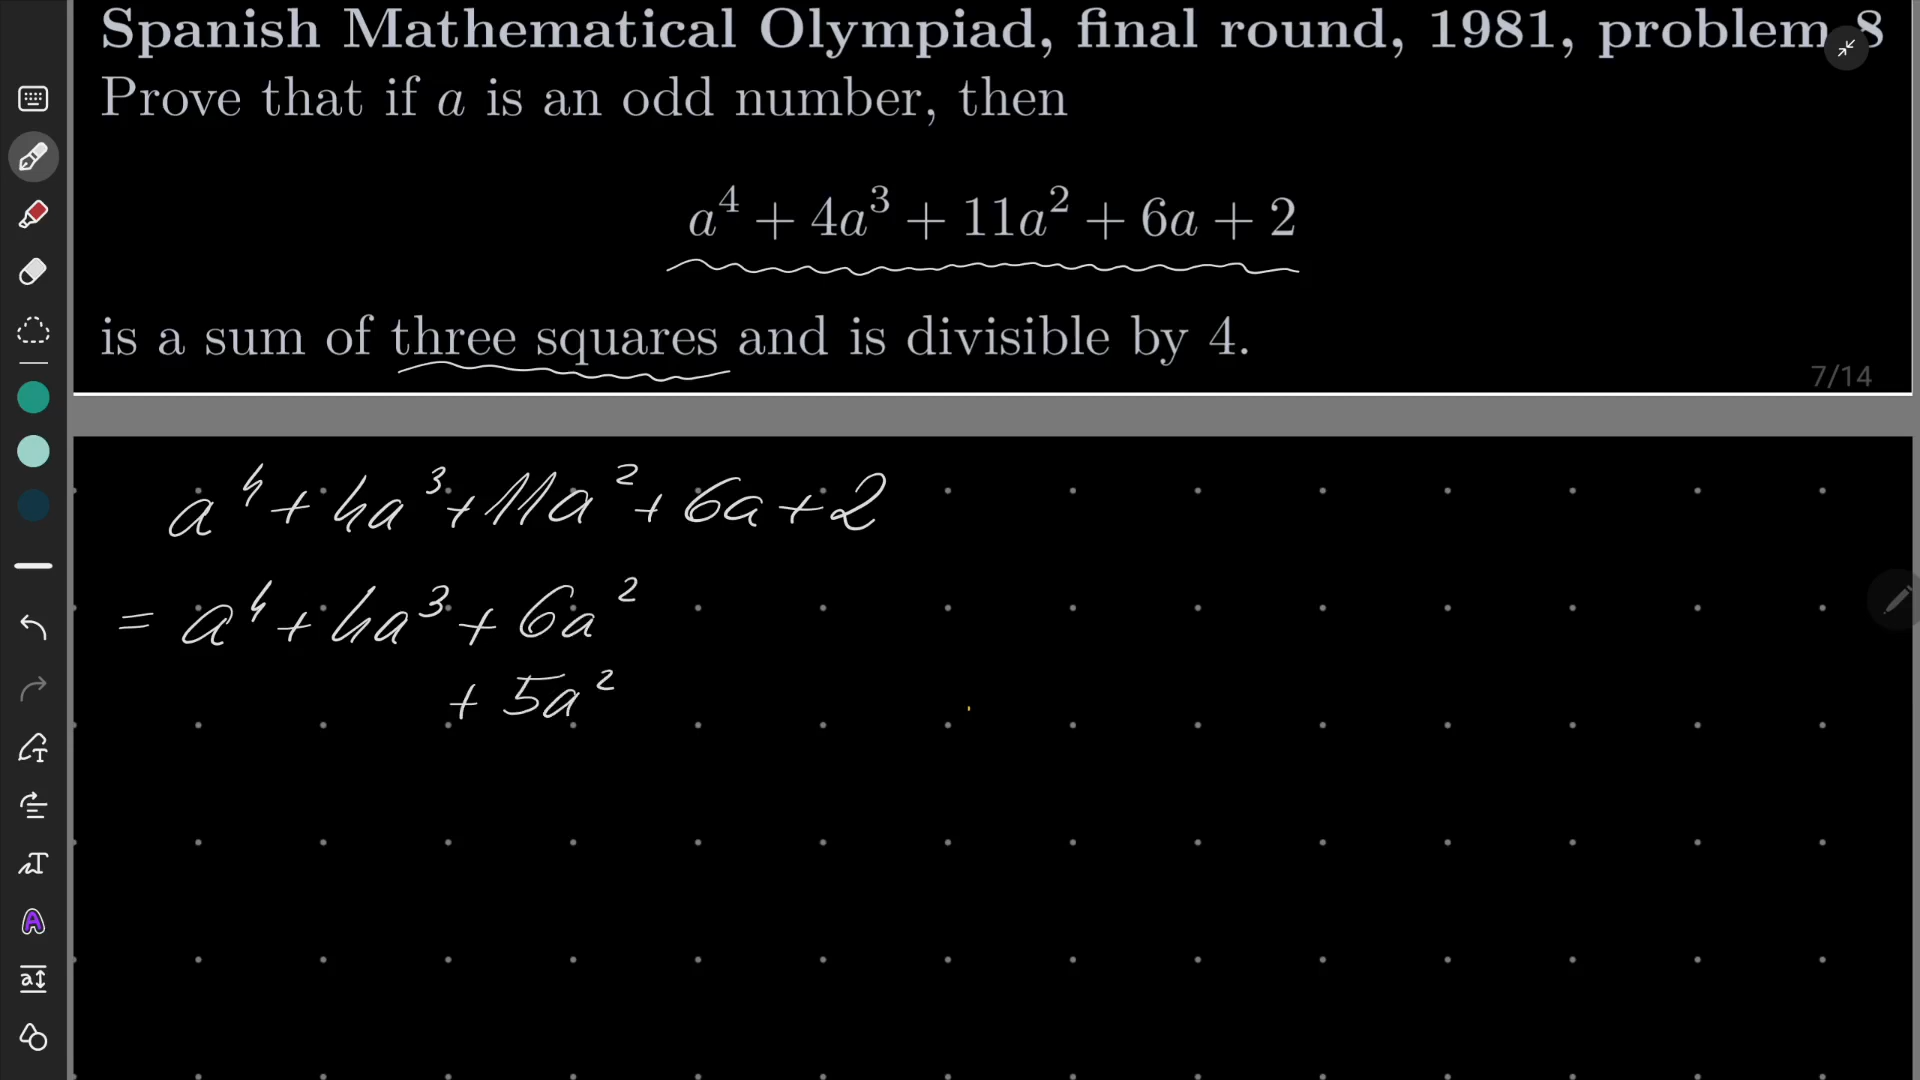 Spanish Mathematical Olympiad, final round, 1981, problem 8
Prove that if a is an odd number, then
a⁴ + 4a³ + 11a² + 6a + 2
is a sum of three squares and is divisible by 4.
7/14
a⁴ + 4a³ + 11a² + 6a + 2
= a⁴ + 4a³ + 6a²
+ 5a²